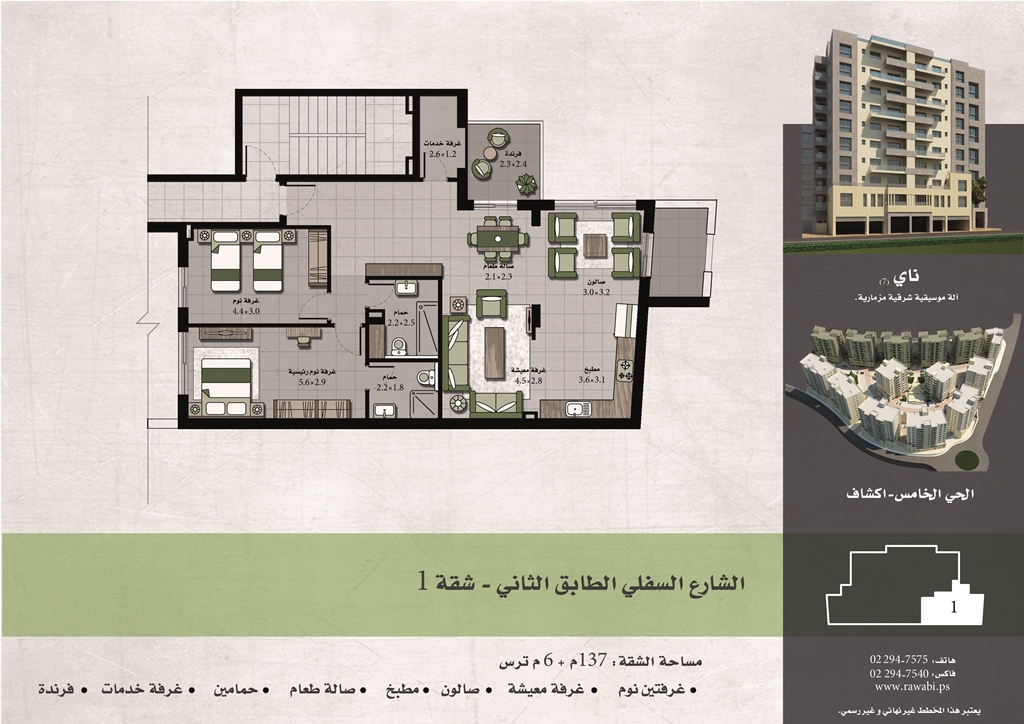 غرفة خدمات
2.6×1.2
فرندة
2.3×2.4
صالة طعام
2.1×2.3
صالون
3.0×3.2
غرفة نوم
4.4×3.0
حمام
2.2×2.5
غرفة نوم رئيسية
5.6×2.9
حمام
2.2×1.8
غرفة معيشة
4.5×2.8
مطبخ
3.6×3.1
ناي (7)
آلة موسيقية شرقية مزمارية.
الحي الخامس-اكشاف
1
الشارع السفلي الطابق الثاني - شقة 1
مساحة الشقة: 137م + 6 م ترس
• غرفتين نوم • غرفة معيشة • صالون • مطبخ • صالة طعام • حمامين • غرفة خدمات • فرندة
هاتف: 02 294-7575
فاكس: 02 294-7540
www.rawabi.ps
يعتبر هذا المخطط غير نهائي و غير رسمي.